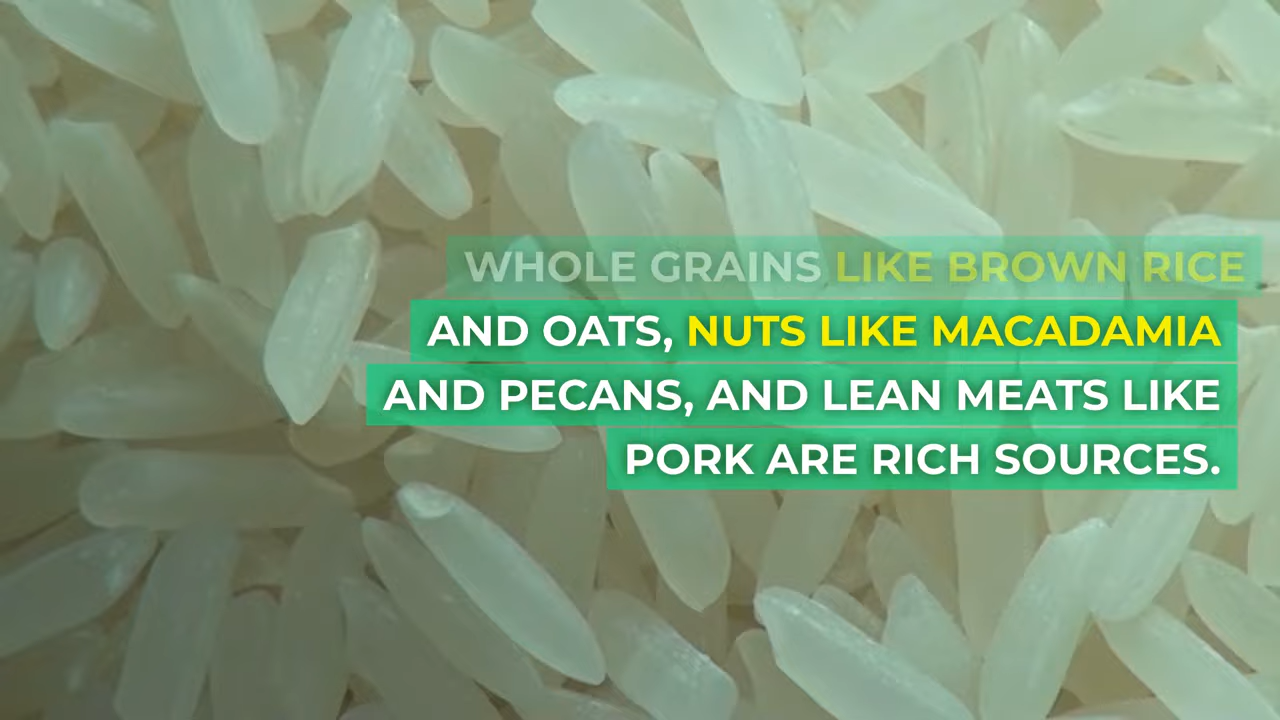 WHOLE GRAINS LIKE BROWN RICE
AND OATS, NUTS LIKE MACADAMIA
AND PECANS, AND LEAN MEATS LIKE
PORK ARE RICH SOURCES.